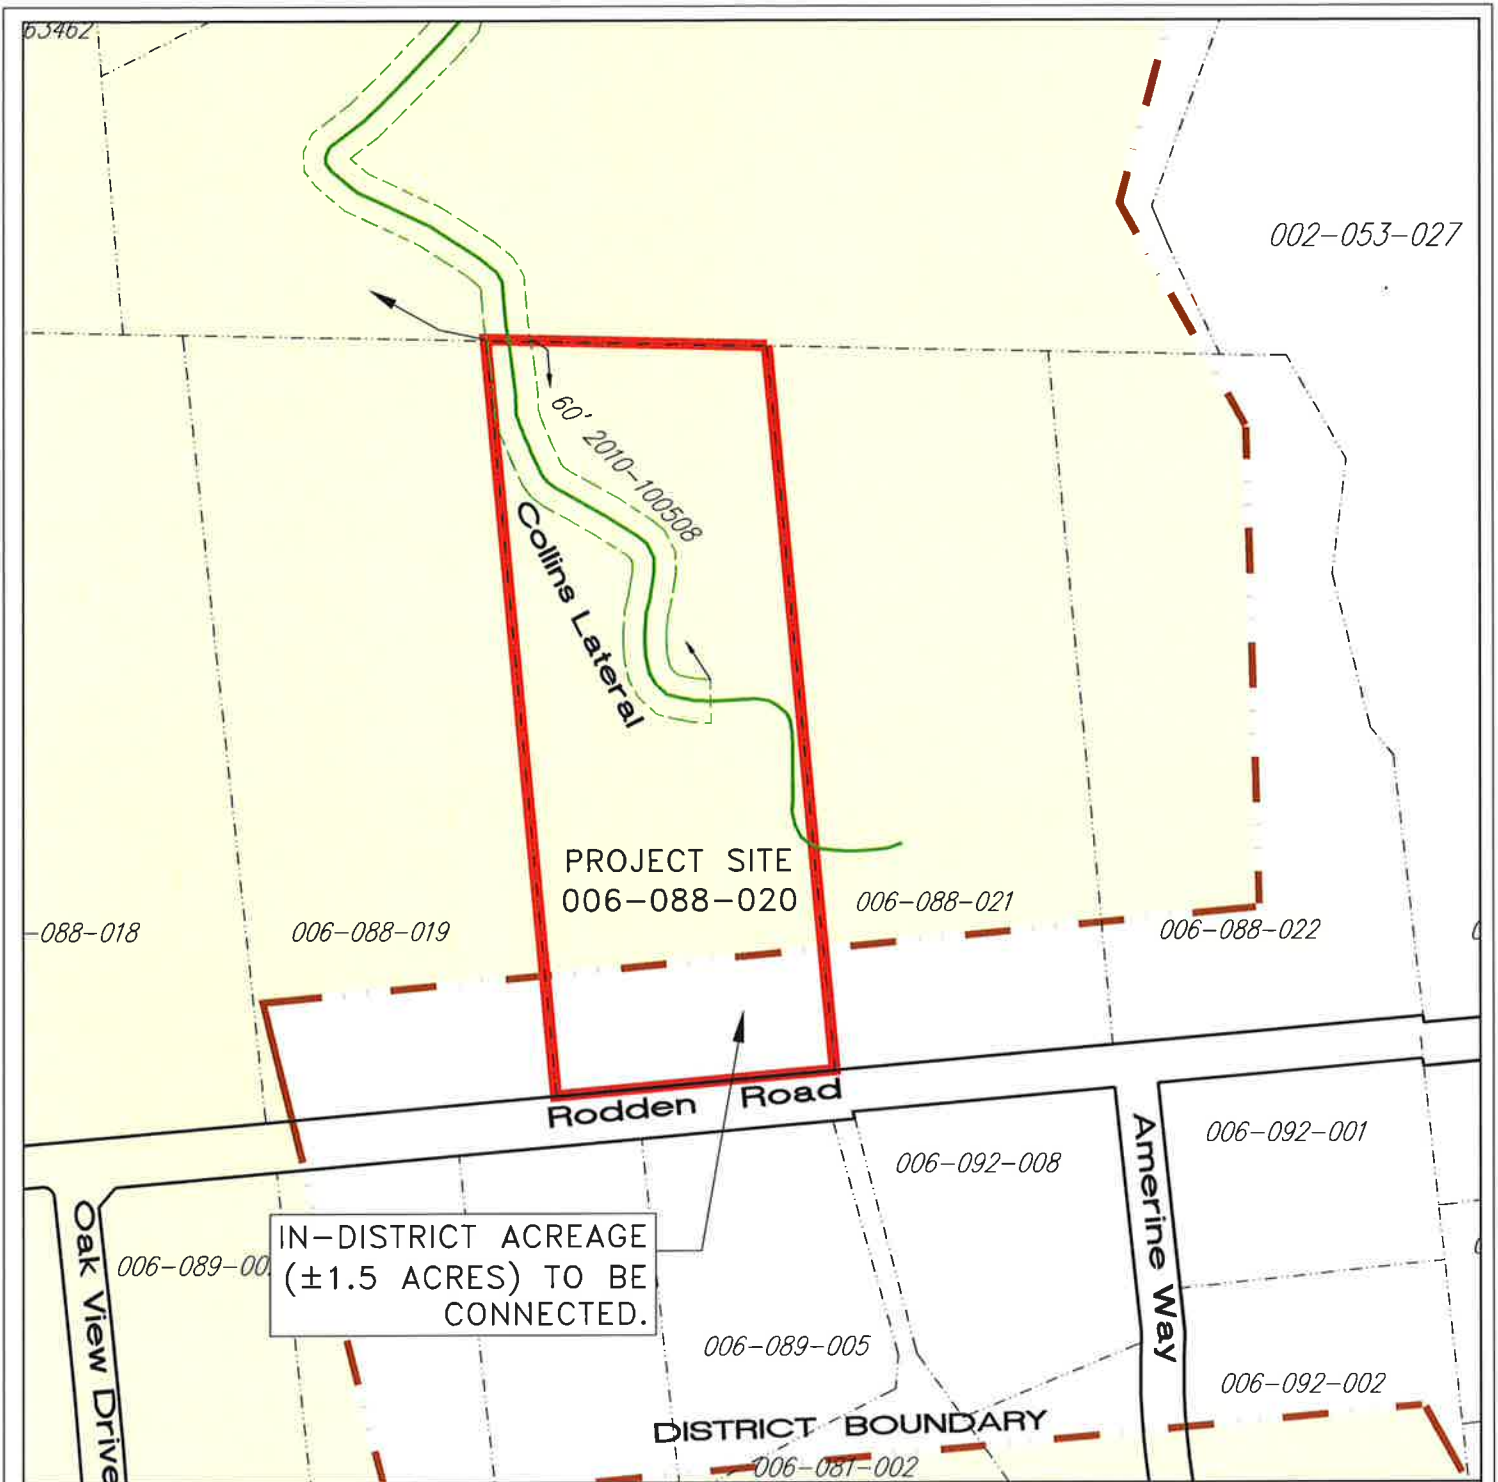 63462
002-053-027
60' 2010-100508
Collins Lateral
PROJECT SITE
006-088-020
006-088-021
-088-018
006-088-019
006-088-022
Rodden Road
006-092-001
006-092-008
Amerine Way
Oak View Drive
006-089-00
IN-DISTRICT ACREAGE
(±1.5 ACRES) TO BE
CONNECTED.
006-089-005
006-092-002
DISTRICT BOUNDARY
006-081-002